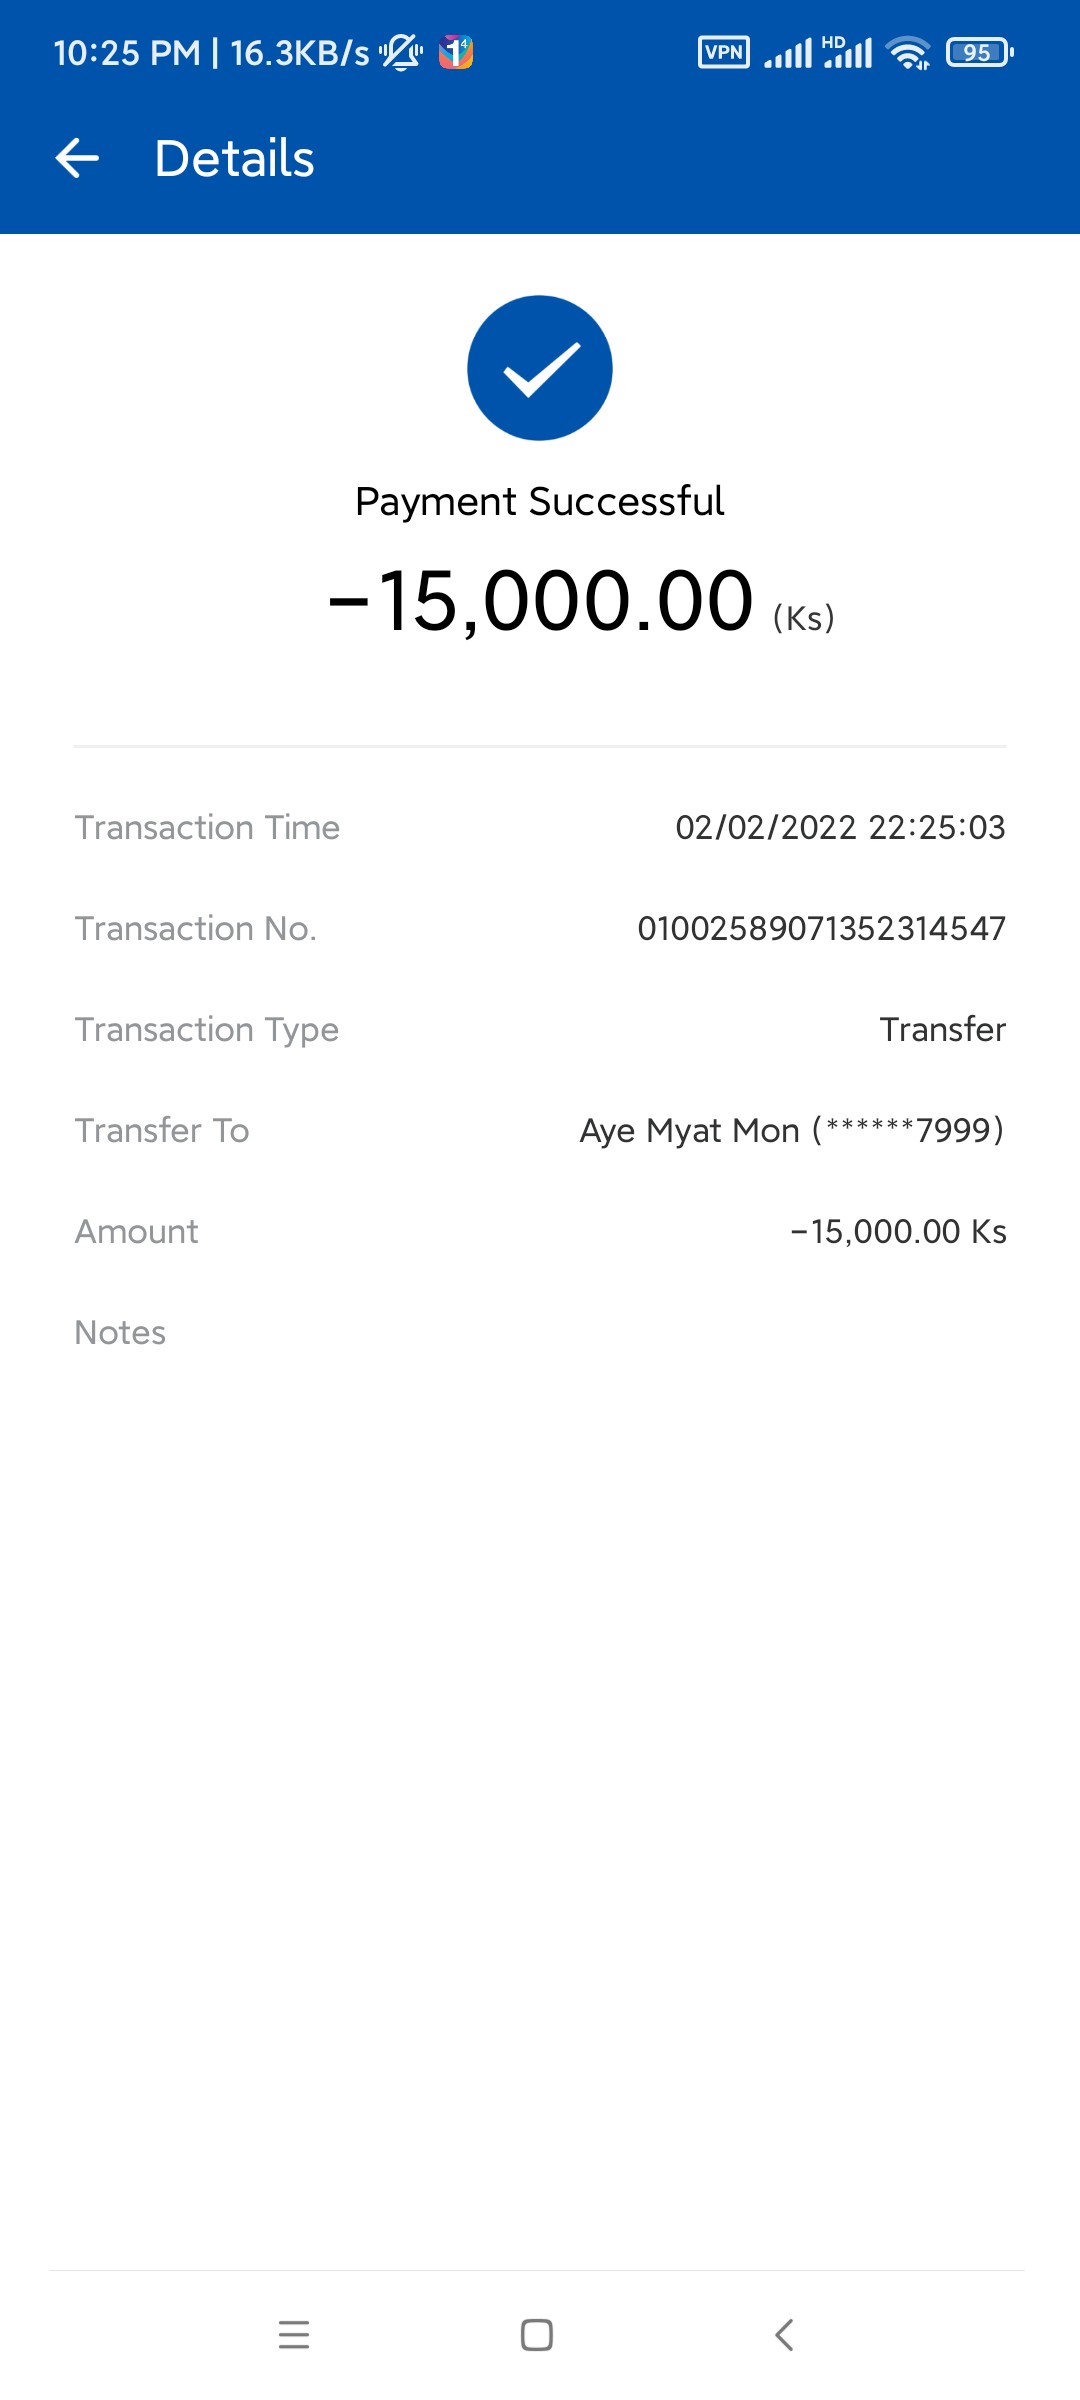 10:25 PM | 16.3KB/s VPN HD 95
Details
Payment Successful
-15,000.00 (Ks)
Transaction Time 02/02/2022 22:25:03
Transaction No. 01002589071352314547
Transaction Type Transfer
Transfer To Aye Myat Mon (******7999)
Amount -15,000.00 Ks
Notes